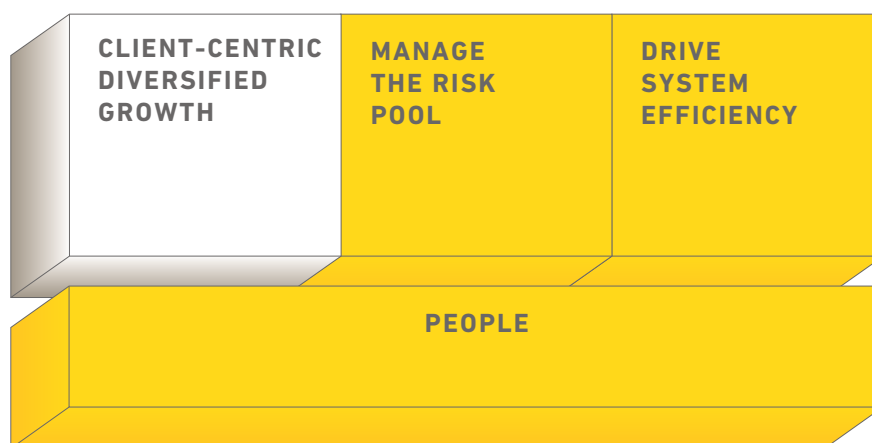 CLIENT-CENTRIC
DIVERSIFIED
GROWTH
MANAGE
THE RISK
POOL
DRIVE
SYSTEM
EFFICIENCY
PEOPLE